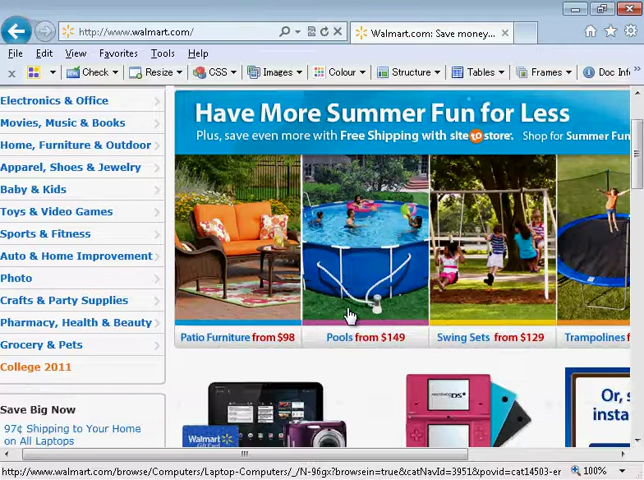 http://www.walmart.com/
Walmart.com: Save money...
File Edit View Favorites Tools Help
x Check Resize CSS Images Colour Structure Tables Frames Doc Info
Electronics & Office
Movies, Music & Books
Home, Furniture & Outdoor
Apparel, Shoes & Jewelry
Baby & Kids
Toys & Video Games
Sports & Fitness
Auto & Home Improvement
Photo
Crafts & Party Supplies
Pharmacy, Health & Beauty
Grocery & Pets
College 2011
Save Big Now
97¢ Shipping to Your Home
on All Laptops
Have More Summer Fun for Less
Plus, save even more with Free Shipping with site to store. Shop for Summer Fun
Patio Furniture from $98
Pools from $149
Swing Sets from $129
Trampolines
Walmart
Gift Card
DSi
Or, s
insta
http://www.walmart.com/browse/Computers/Laptop-Computers/_/N-96gx?browsein=true&catNavId=3951&povid=cat14503-er
100%